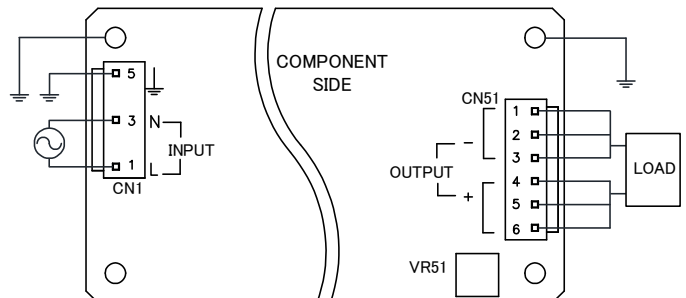 COMPONENT
SIDE
5
3
N
INPUT
1
L
CN1
CN51
1
2
3
4
5
6
-
OUTPUT
+
LOAD
VR51